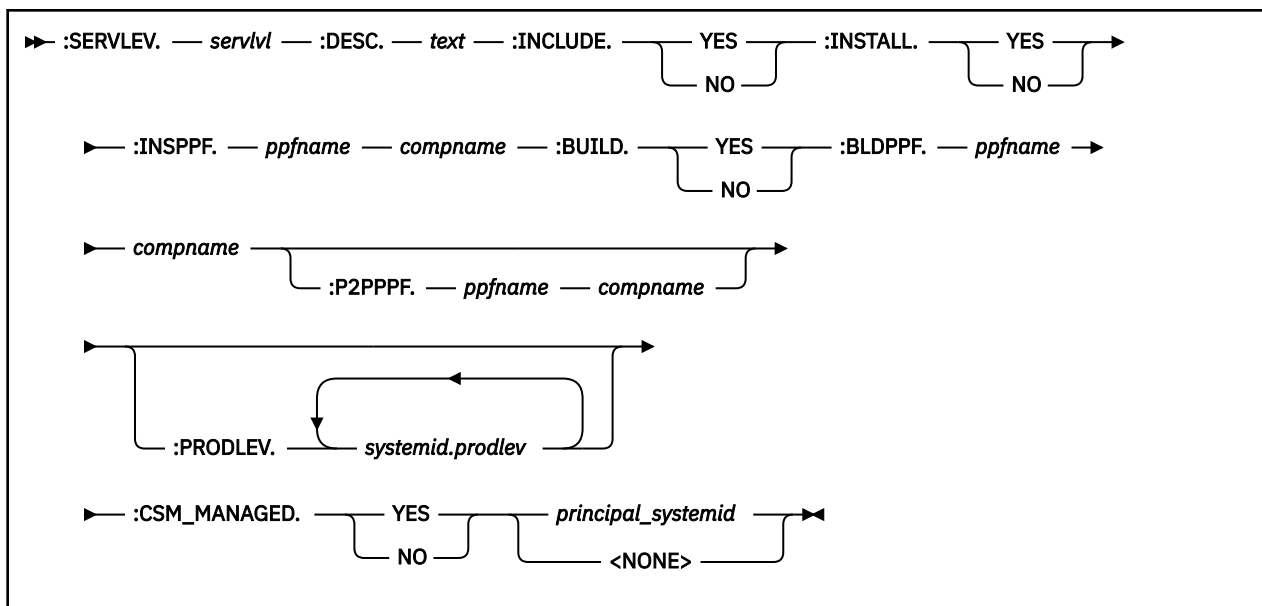 :SERVLEV. servlvl :DESC. text :INCLUDE. YES :INSTALL. YES
NO NO
:INSPPF. ppfname compname :BUILD. YES :BLDPPF. ppfname
NO
compname
:P2PPPF. ppfname compname
:PRODLEV. systemid.prodlev
:CSM_MANAGED. YES principal_systemid
NO <NONE>